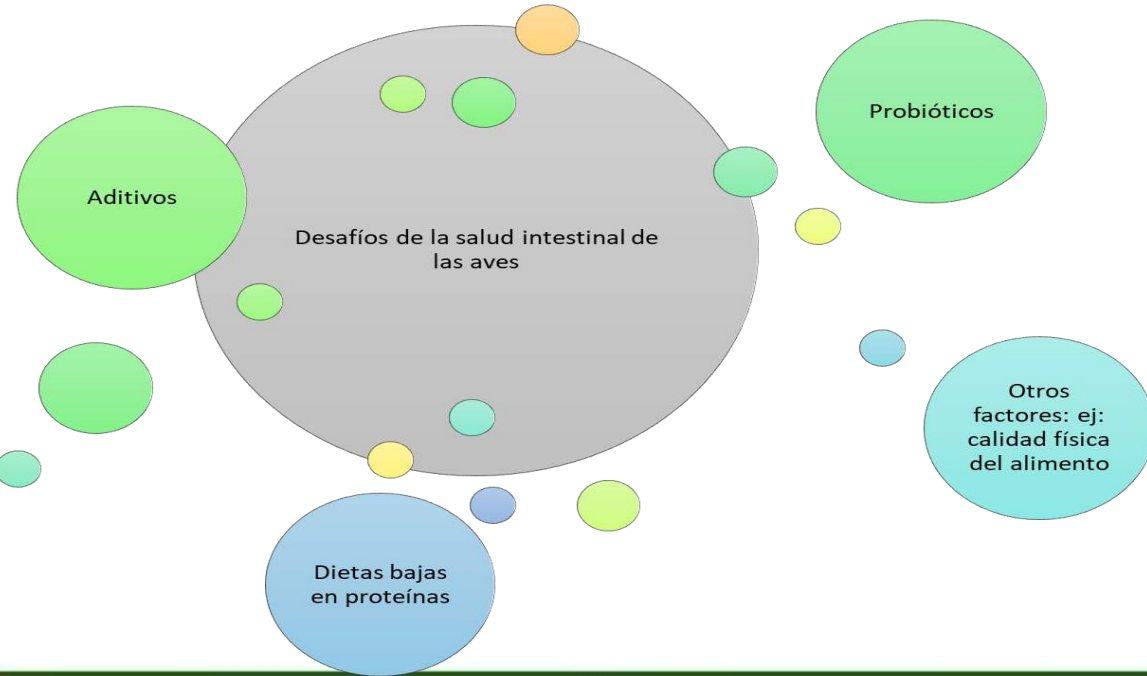 Probióticos
Aditivos
Desafíos de la salud intestinal de
las aves
Otros
factores: ej:
calidad física
del alimento
Dietas bajas
en proteínas